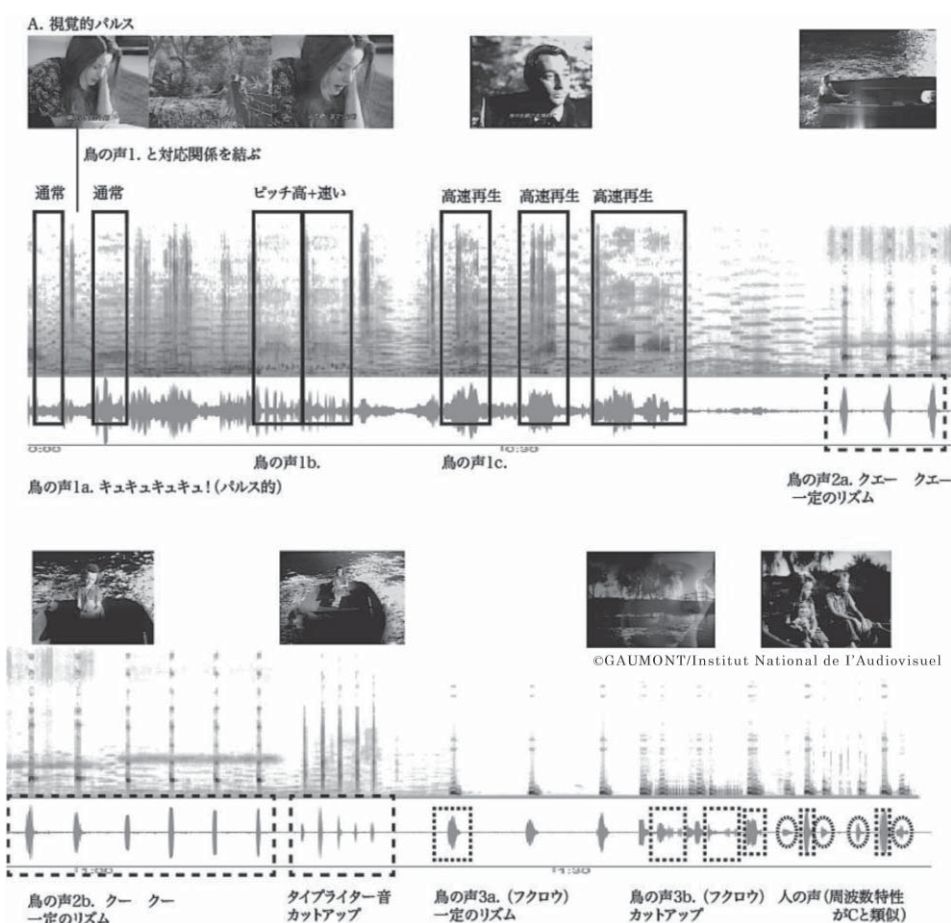 A. 視覚的パルス
鳥の声1. と対応関係を結ぶ
通常 通常 ピッチ高+速い 高速再生 高速再生 高速再生
0:00
鳥の声1b. 鳥の声1c.
鳥の声1a. キュキュキュキュ!(パルス的)
鳥の声2a. クエー クエー
一定のリズム
©GAUMONT/Institut National de I'Audiovisuel
鳥の声2b. クー クー
一定のリズム
タイプライター音
カットアップ
鳥の声3a. (フクロウ)
一定のリズム
鳥の声3b. (フクロウ)
カットアップ
人の声(周波数特性
がCと類似)